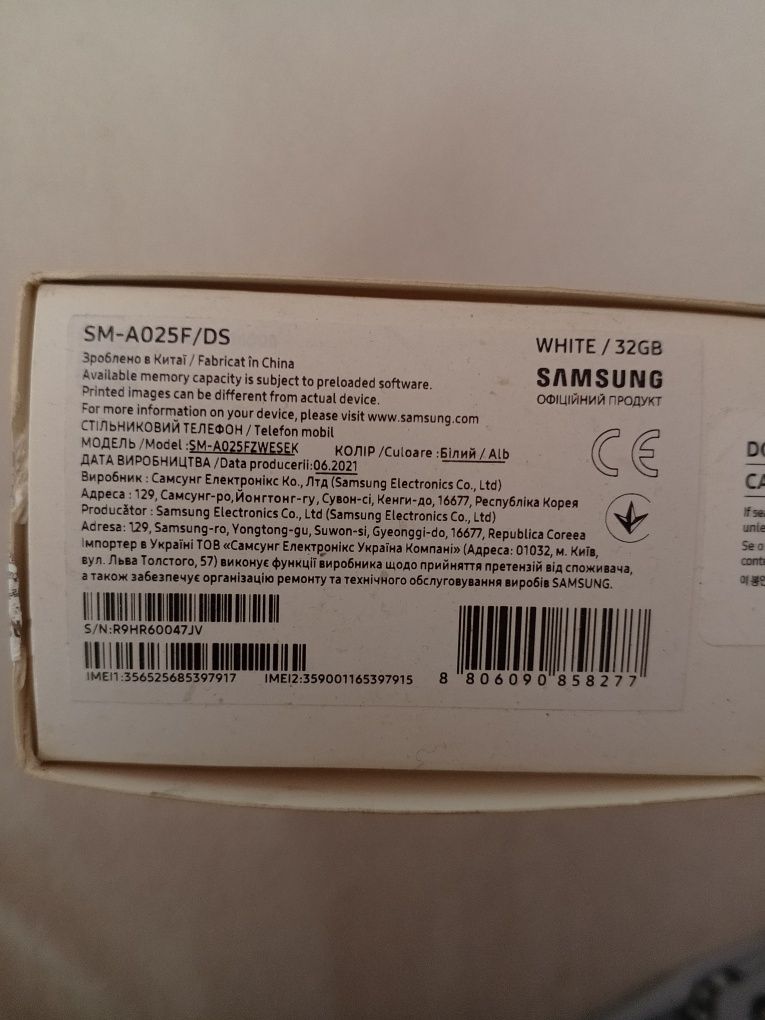 SM-A025F/DS
WHITE / 32GB
Зроблено в Китаї / Fabricat în China
SAMSUNG
ОФІЦІЙНИЙ ПРОДУКТ
Available memory capacity is subject to preloaded software.
Printed images can be different from actual device.
For more information on your device, please visit www.samsung.com
СТІЛЬНИКОВИЙ ТЕЛЕФОН / Telefon mobil
МОДЕЛЬ /Model :SM-A025FZWESEK КОЛІР /Culoare :Білий / Alb
ДАТА ВИРОБНИЦТВА /Data producerii:06.2021
Виробник : Самсунг Електронікс Ко., Лтд (Samsung Electronics Co., Ltd)
Адреса : 129, Самсунг-ро,Йонгтонг-гу, Сувон-сі, Кенги-до, 16677, Республіка Корея
Producător : Samsung Electronics Co., Ltd (Samsung Electronics Co., Ltd)
Adresa: 129, Samsung-ro, Yongtong-gu, Suwon-si, Gyeonggi-do, 16677, Republica Coreea
Імпортер в Україні ТОВ «Самсунг Електронікс Україна Компані» (Адреса: 01032, м. Київ,
вул. Льва Толстого, 57) виконує функції виробника щодо прийняття претензій від споживача,
а також забезпечує організацію ремонту та технічного обслуговування виробів SAMSUNG.
CE
S/N:R9HR60047JV
IMEI1:356525685397917 IMEI2:359001165397915
8 806090 858277
If se
Se